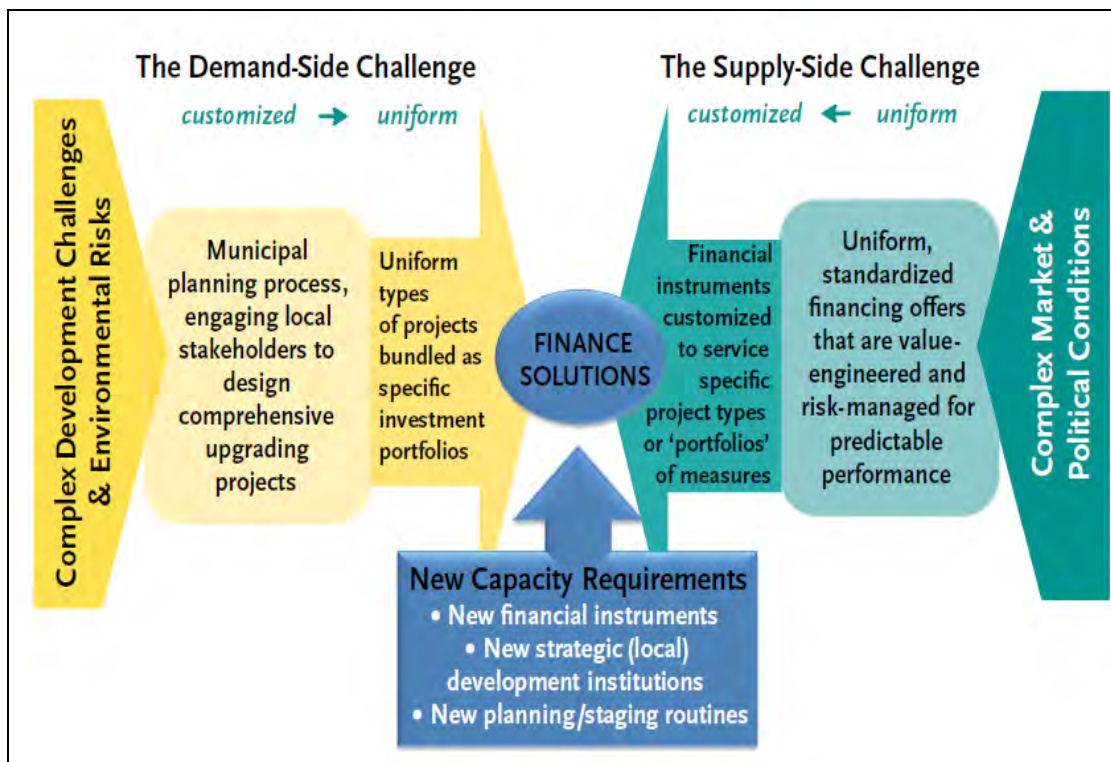 The Demand-Side Challenge
customized → uniform
The Supply-Side Challenge
customized ← uniform
Complex Development Challenges
& Environmental Risks
Municipal
planning process,
engaging local
stakeholders to
design
comprehensive
upgrading
projects
Uniform
types
of projects
bundled as
specific
investment
portfolios
FINANCE
SOLUTIONS
Financial
instruments
customized
to service
specific
project types
or ‘portfolios’
of measures
Uniform,
standardized
financing offers
that are value-
engineered and
risk-managed for
predictable
performance
Complex Market &
Political Conditions
New Capacity Requirements
• New financial instruments
• New strategic (local)
development institutions
• New planning/staging routines